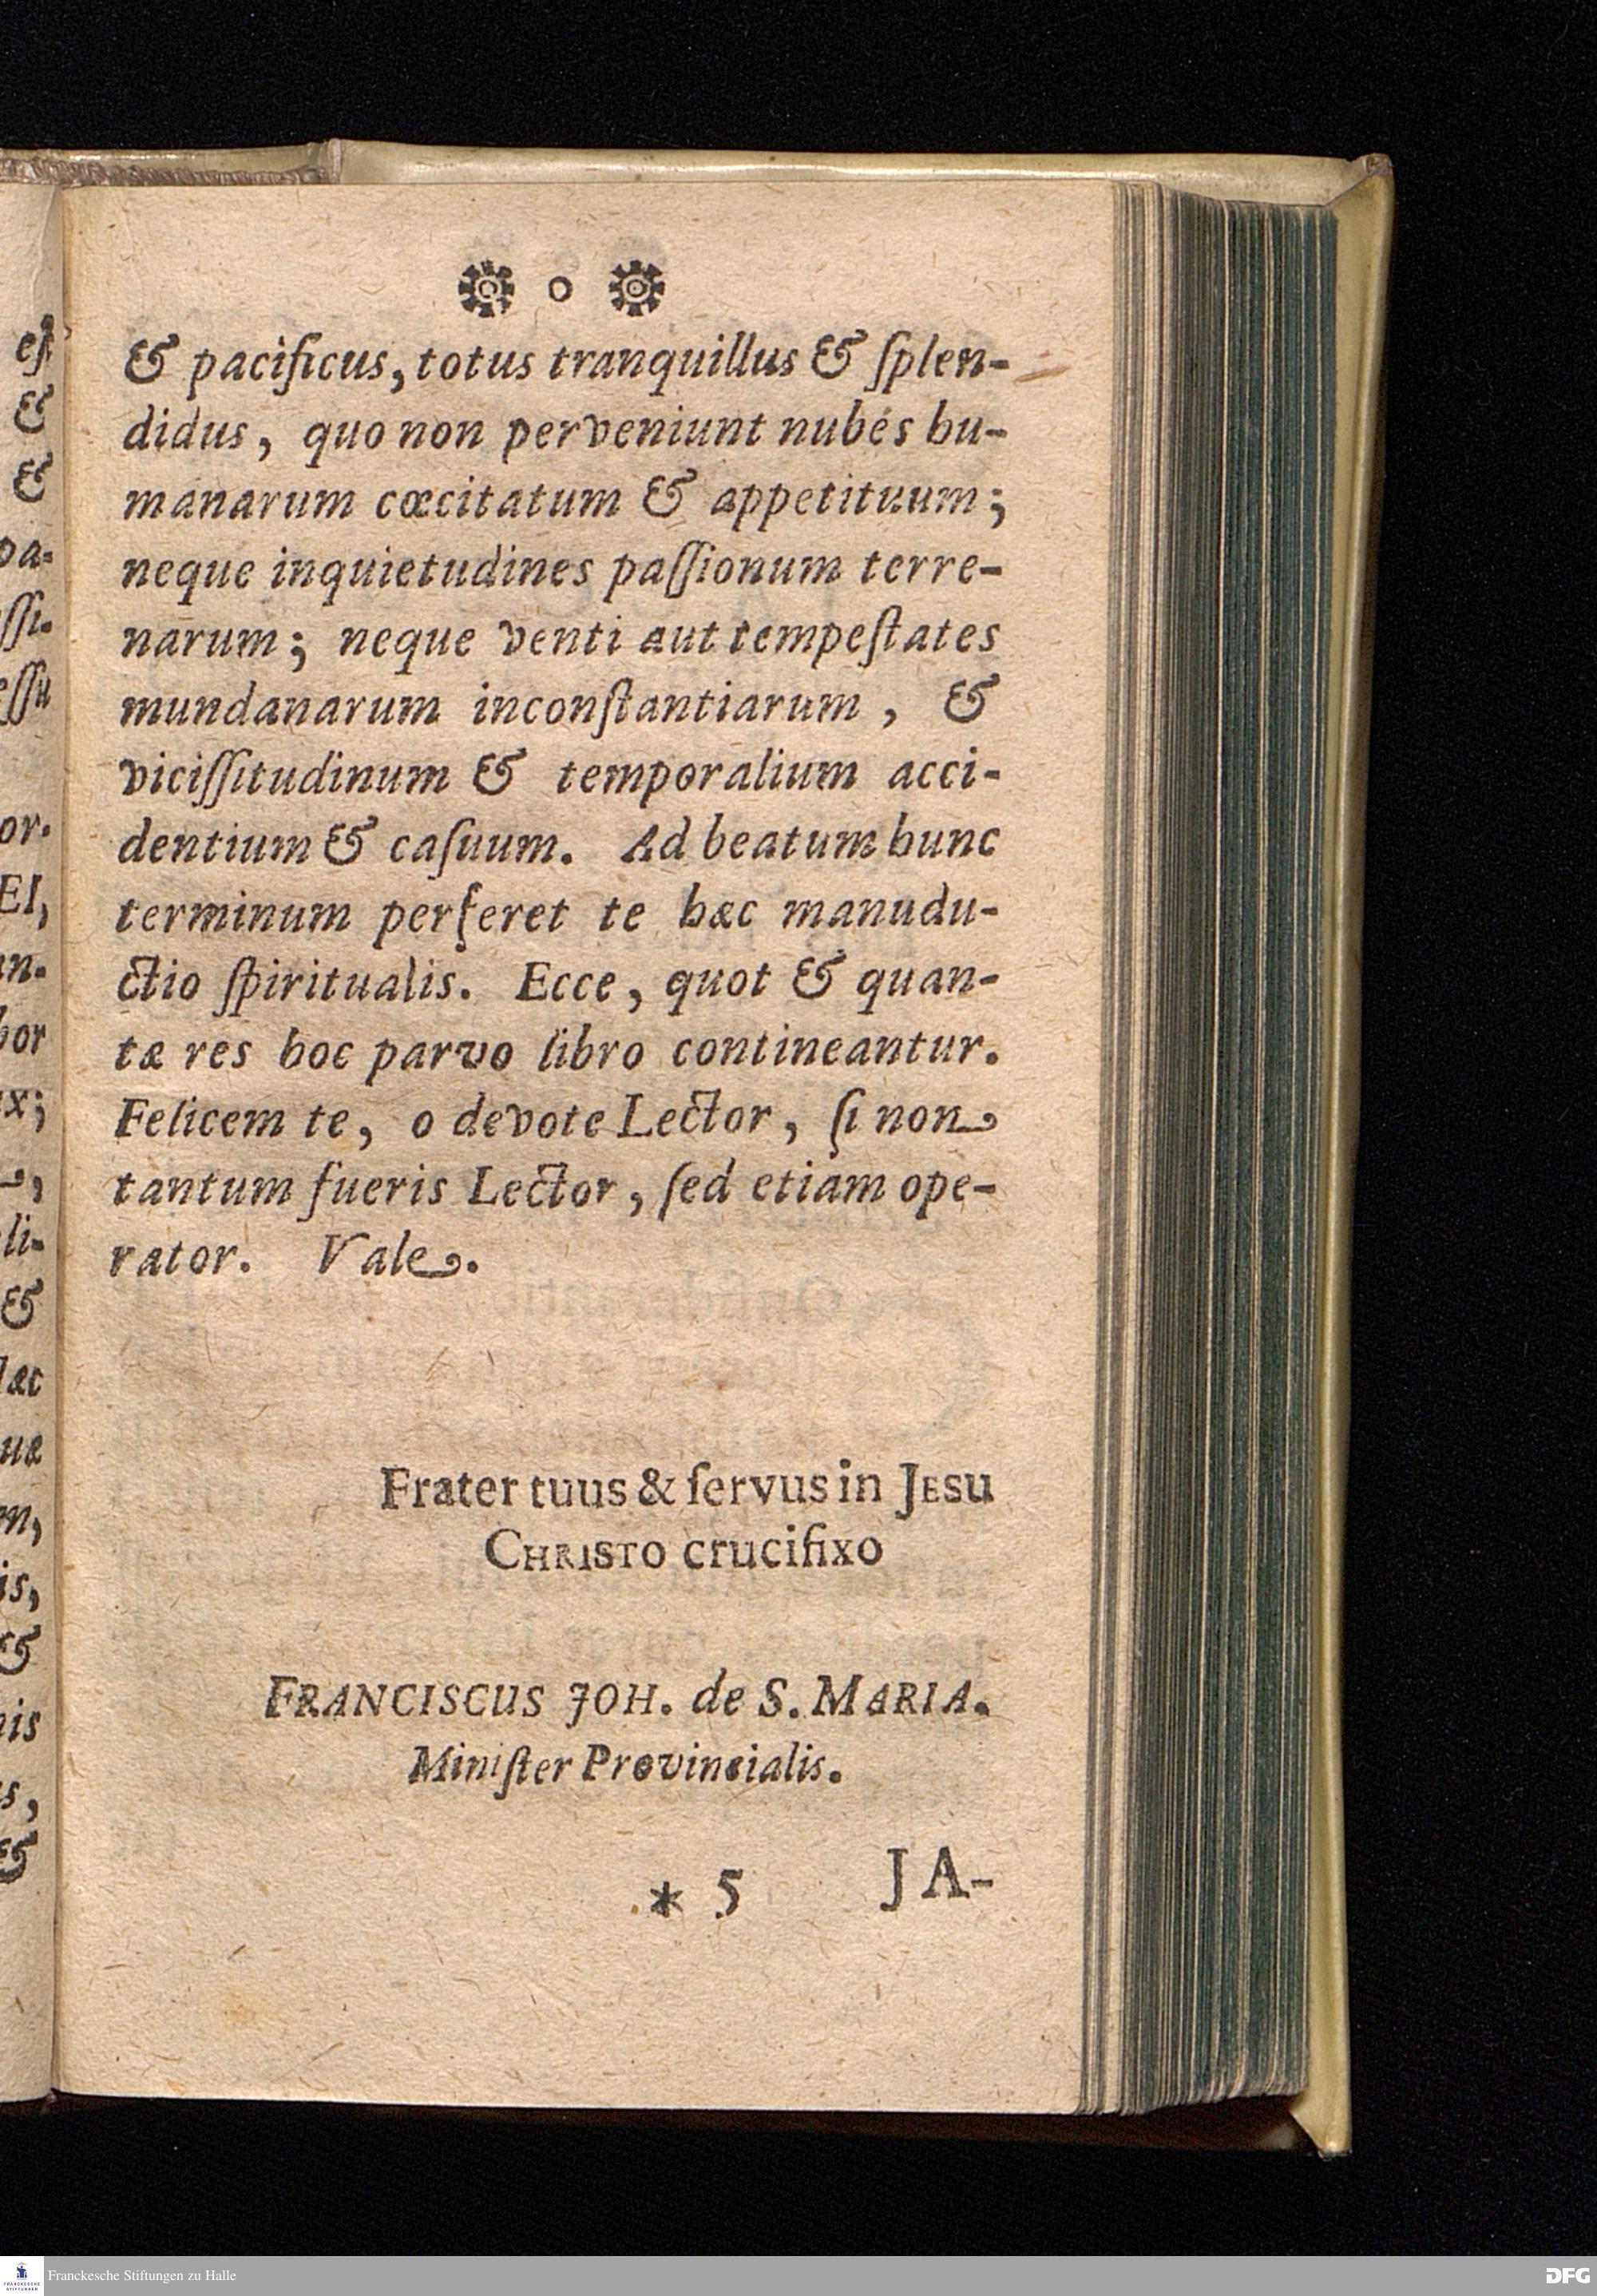 o
& pacificus, totus tranquillus & ſplen-
didus, quo non perveniunt nubés hu-
manarum cœcitatum & appetituum;
neque inquietudines paſſionum terre-
narum; neque venti aut tempeſtates
mundanarum inconſtantiarum, &
viciſſitudinum & temporalium acci-
dentium & caſuum. Ad beatum hunc
terminum perferet te hæc manudu-
ctio ſpiritualis. Ecce, quot & quan-
tæ res hoc parvo libro contineantur.
Felicem te, o devote Lector, ſi non
tantum fueris Lector, ſed etiam ope-
rator. Vale.
Frater tuus & ſervus in JESU
CHRISTO crucifixo
FRANCISCUS JOH. de S. MARIA.
Miniſter Provincialis.
* 5 JA-
Franckesche Stiftungen zu Halle
DFG